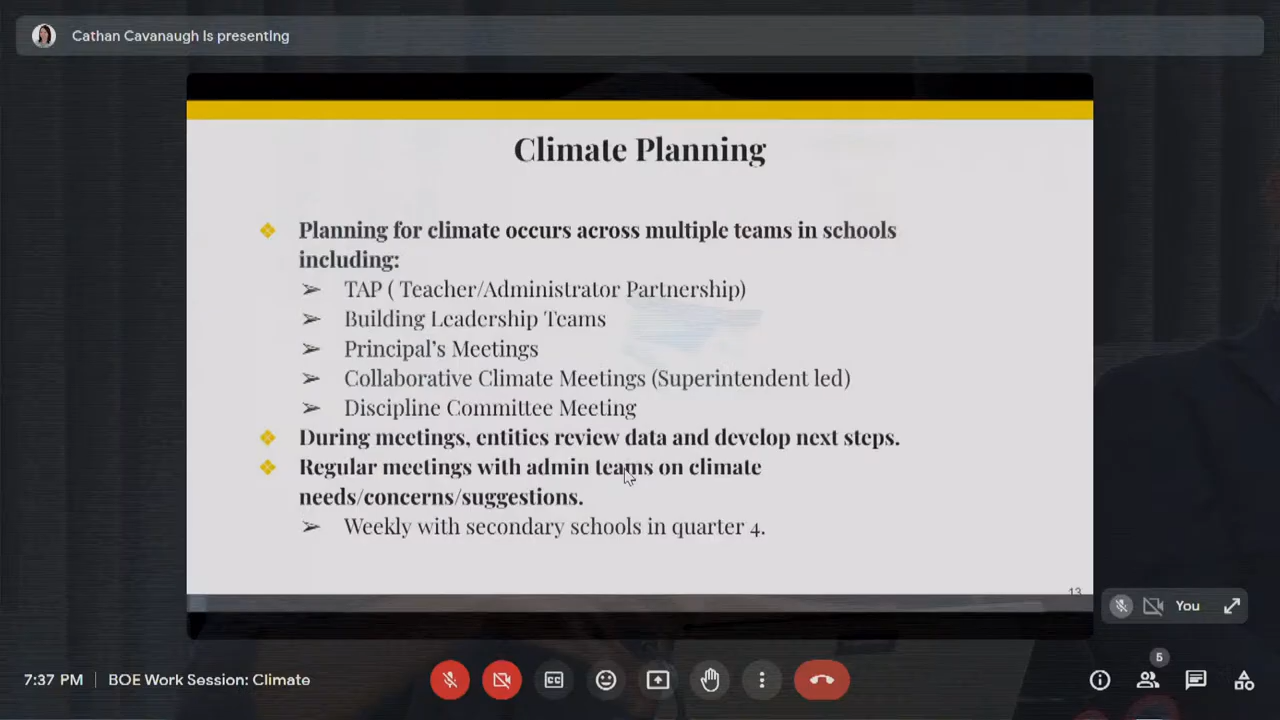 Cathan Cavanaugh is presenting
Climate Planning
Planning for climate occurs across multiple teams in schools
including:
TAP ( Teacher/Administrator Partnership)
Building Leadership Teams
Principal's Meetings
Collaborative Climate Meetings (Superintendent led)
Discipline Committee Meeting
During meetings, entities review data and develop next steps.
Regular meetings with admin teams on climate
needs/concerns/suggestions.
Weekly with secondary schools in quarter 4.
13
You
5
7:37 PM | BOE Work Session: Climate